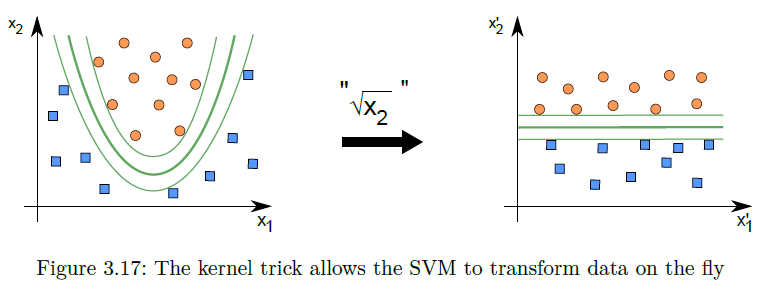 x2
x1
"√x2"
x'2
x'1
Figure 3.17: The kernel trick allows the SVM to transform data on the fly